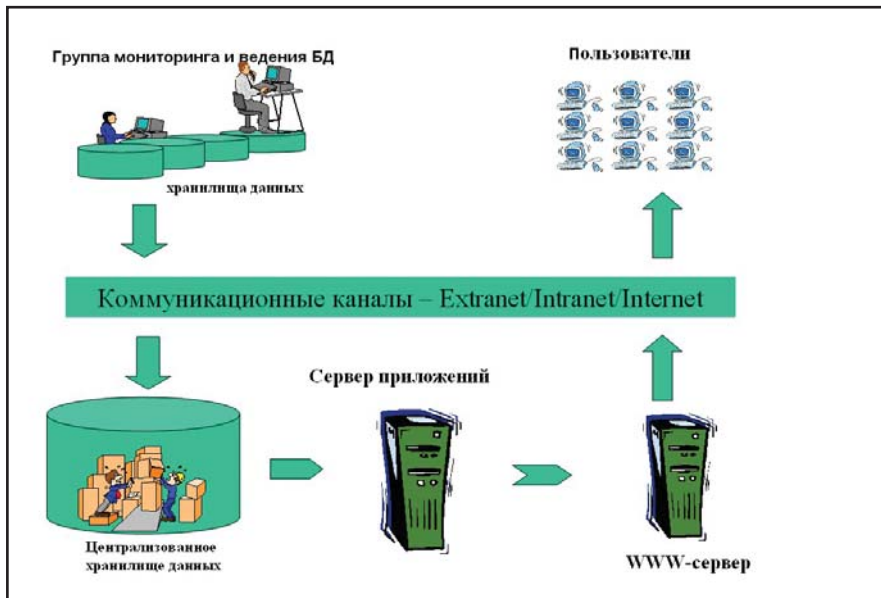 Группа мониторинга и ведения БД
Пользователи
хранилища данных
Коммуникационные каналы – Extranet/Intranet/Internet
Сервер приложений
Централизованное
хранилище данных
WWW-сервер